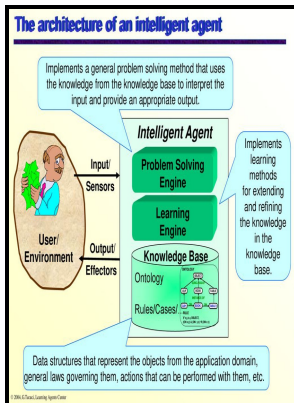 The architecture of an intelligent agent
Implements a general problem solving method that uses
the knowledge from the knowledge base to interpret the
input and provide an appropriate output.
Intelligent Agent
Input/
Sensors
Problem Solving
Engine
Implements
learning
methods
for extending
and refining
the knowledge
in the
knowledge
base.
Learning
Engine
User/
Environment
Output/
Effectors
Knowledge Base
Ontology
ONTOLOGY
Rules/Cases/...
Data structures that represent the objects from the application domain,
general laws governing them, actions that can be performed with them, etc.